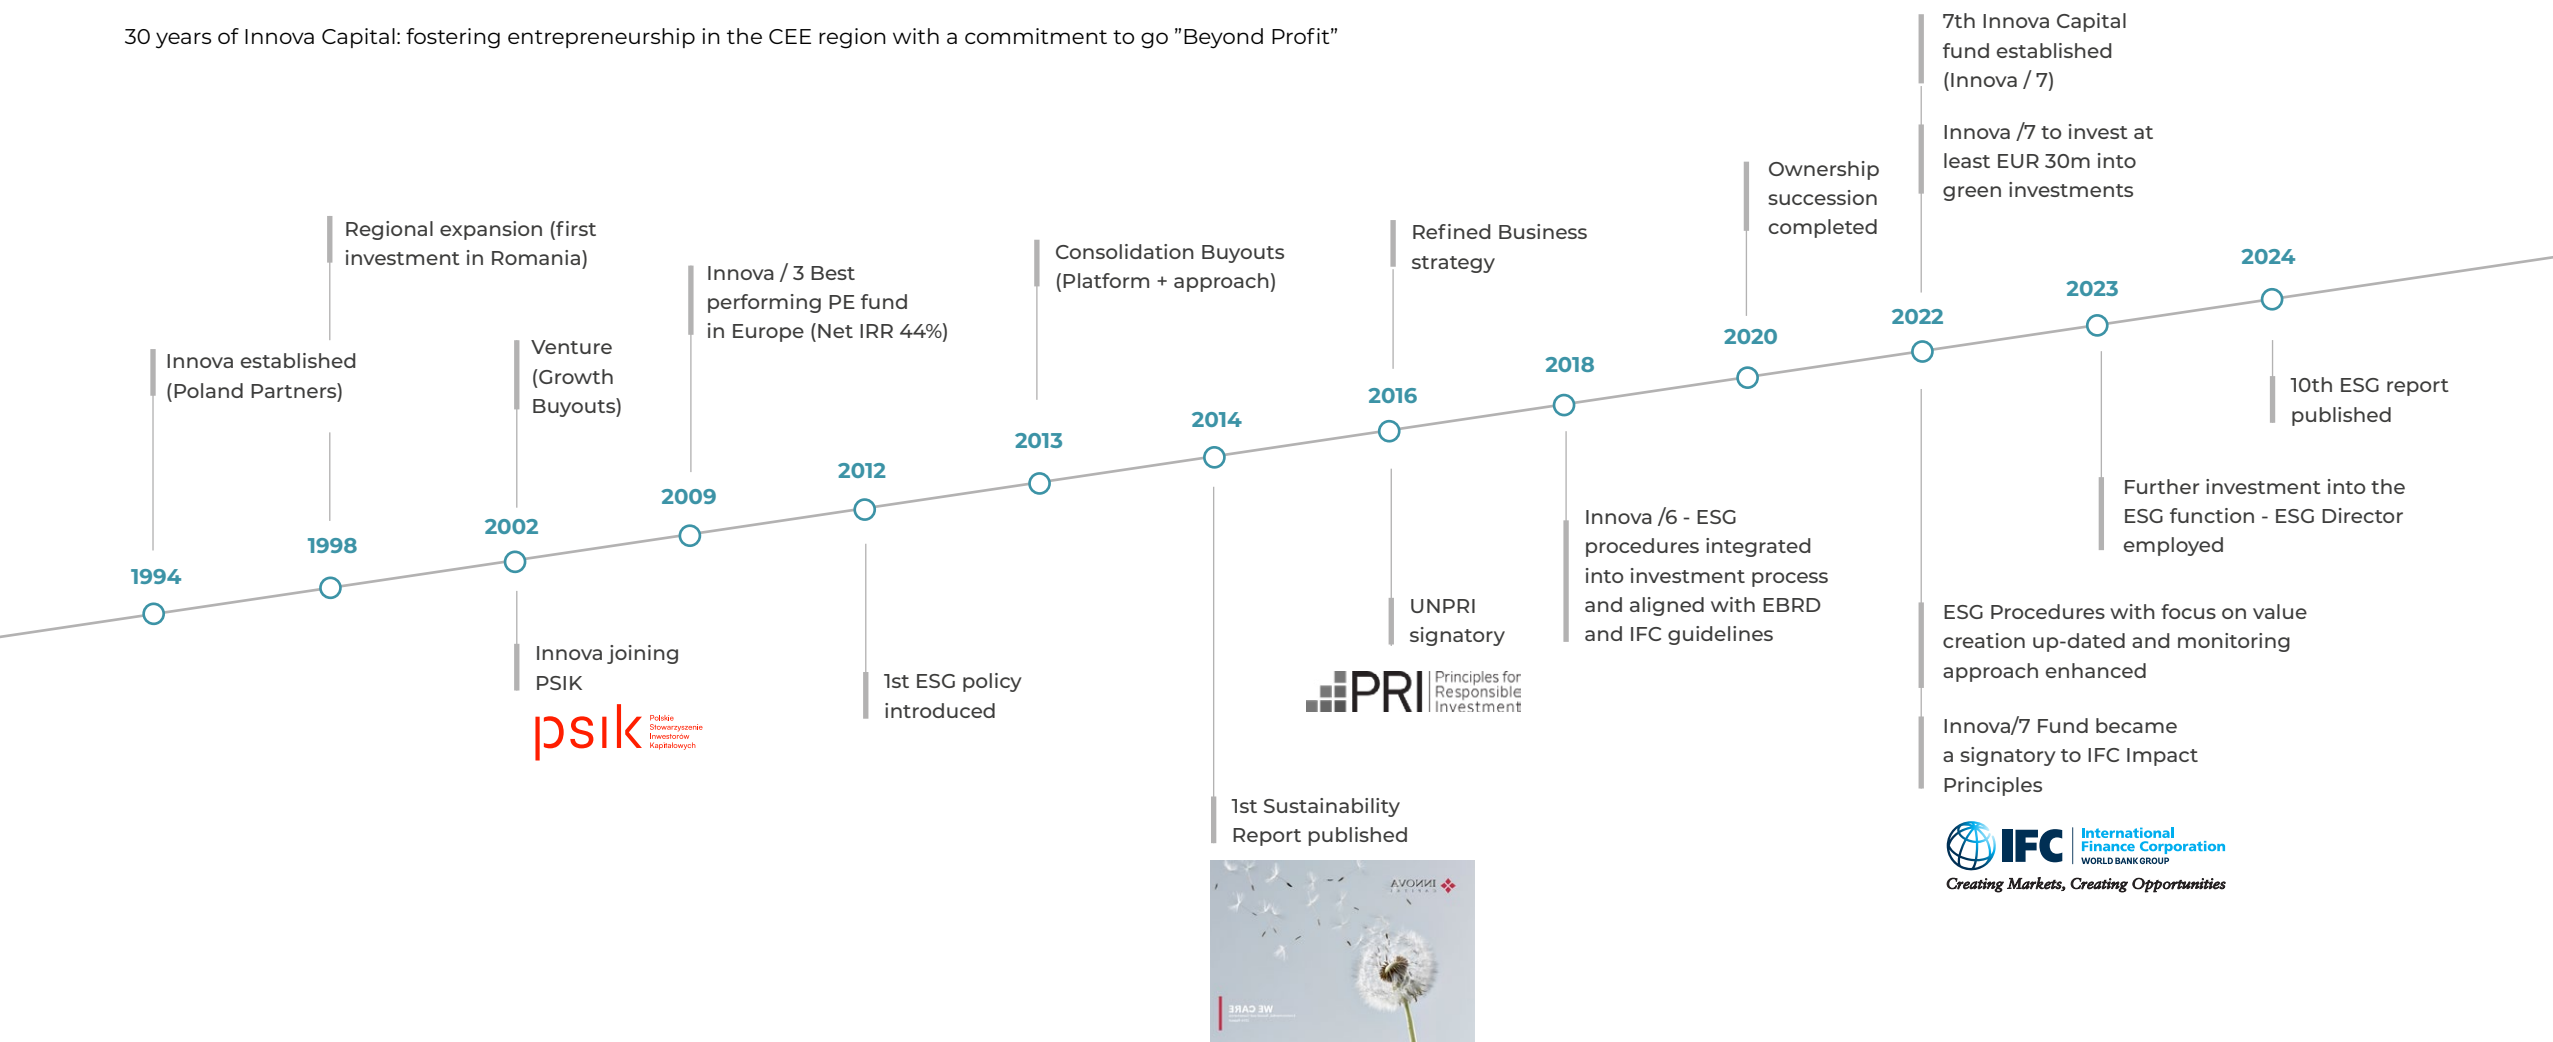 30 years of Innova Capital: fostering entrepreneurship in the CEE region with a commitment to go ”Beyond Profit”
1994
Innova established
(Poland Partners)
1998
Regional expansion (first
investment in Romania)
2002
Venture
(Growth
Buyouts)
Innova joining
PSIK
psik
Polskie
Stowarzyszenie
Inwestorów
Kapitałowych
2009
Innova / 3 Best
performing PE fund
in Europe (Net IRR 44%)
2012
1st ESG policy
introduced
2013
Consolidation Buyouts
(Platform + approach)
2014
1st Sustainability
Report published
INNOVA
CAPITAL
WE CARE
2016
Refined Business
strategy
UNPRI
signatory
PRI
Principles for
Responsible
Investment
2018
Innova /6 - ESG
procedures integrated
into investment process
and aligned with EBRD
and IFC guidelines
2020
Ownership
succession
completed
2022
7th Innova Capital
fund established
(Innova / 7)
Innova /7 to invest at
least EUR 30m into
green investments
ESG Procedures with focus on value
creation up-dated and monitoring
approach enhanced
Innova/7 Fund became
a signatory to IFC Impact
Principles
IFC
International
Finance Corporation
WORLD BANK GROUP
Creating Markets, Creating Opportunities
2023
Further investment into the
ESG function - ESG Director
employed
2024
10th ESG report
published